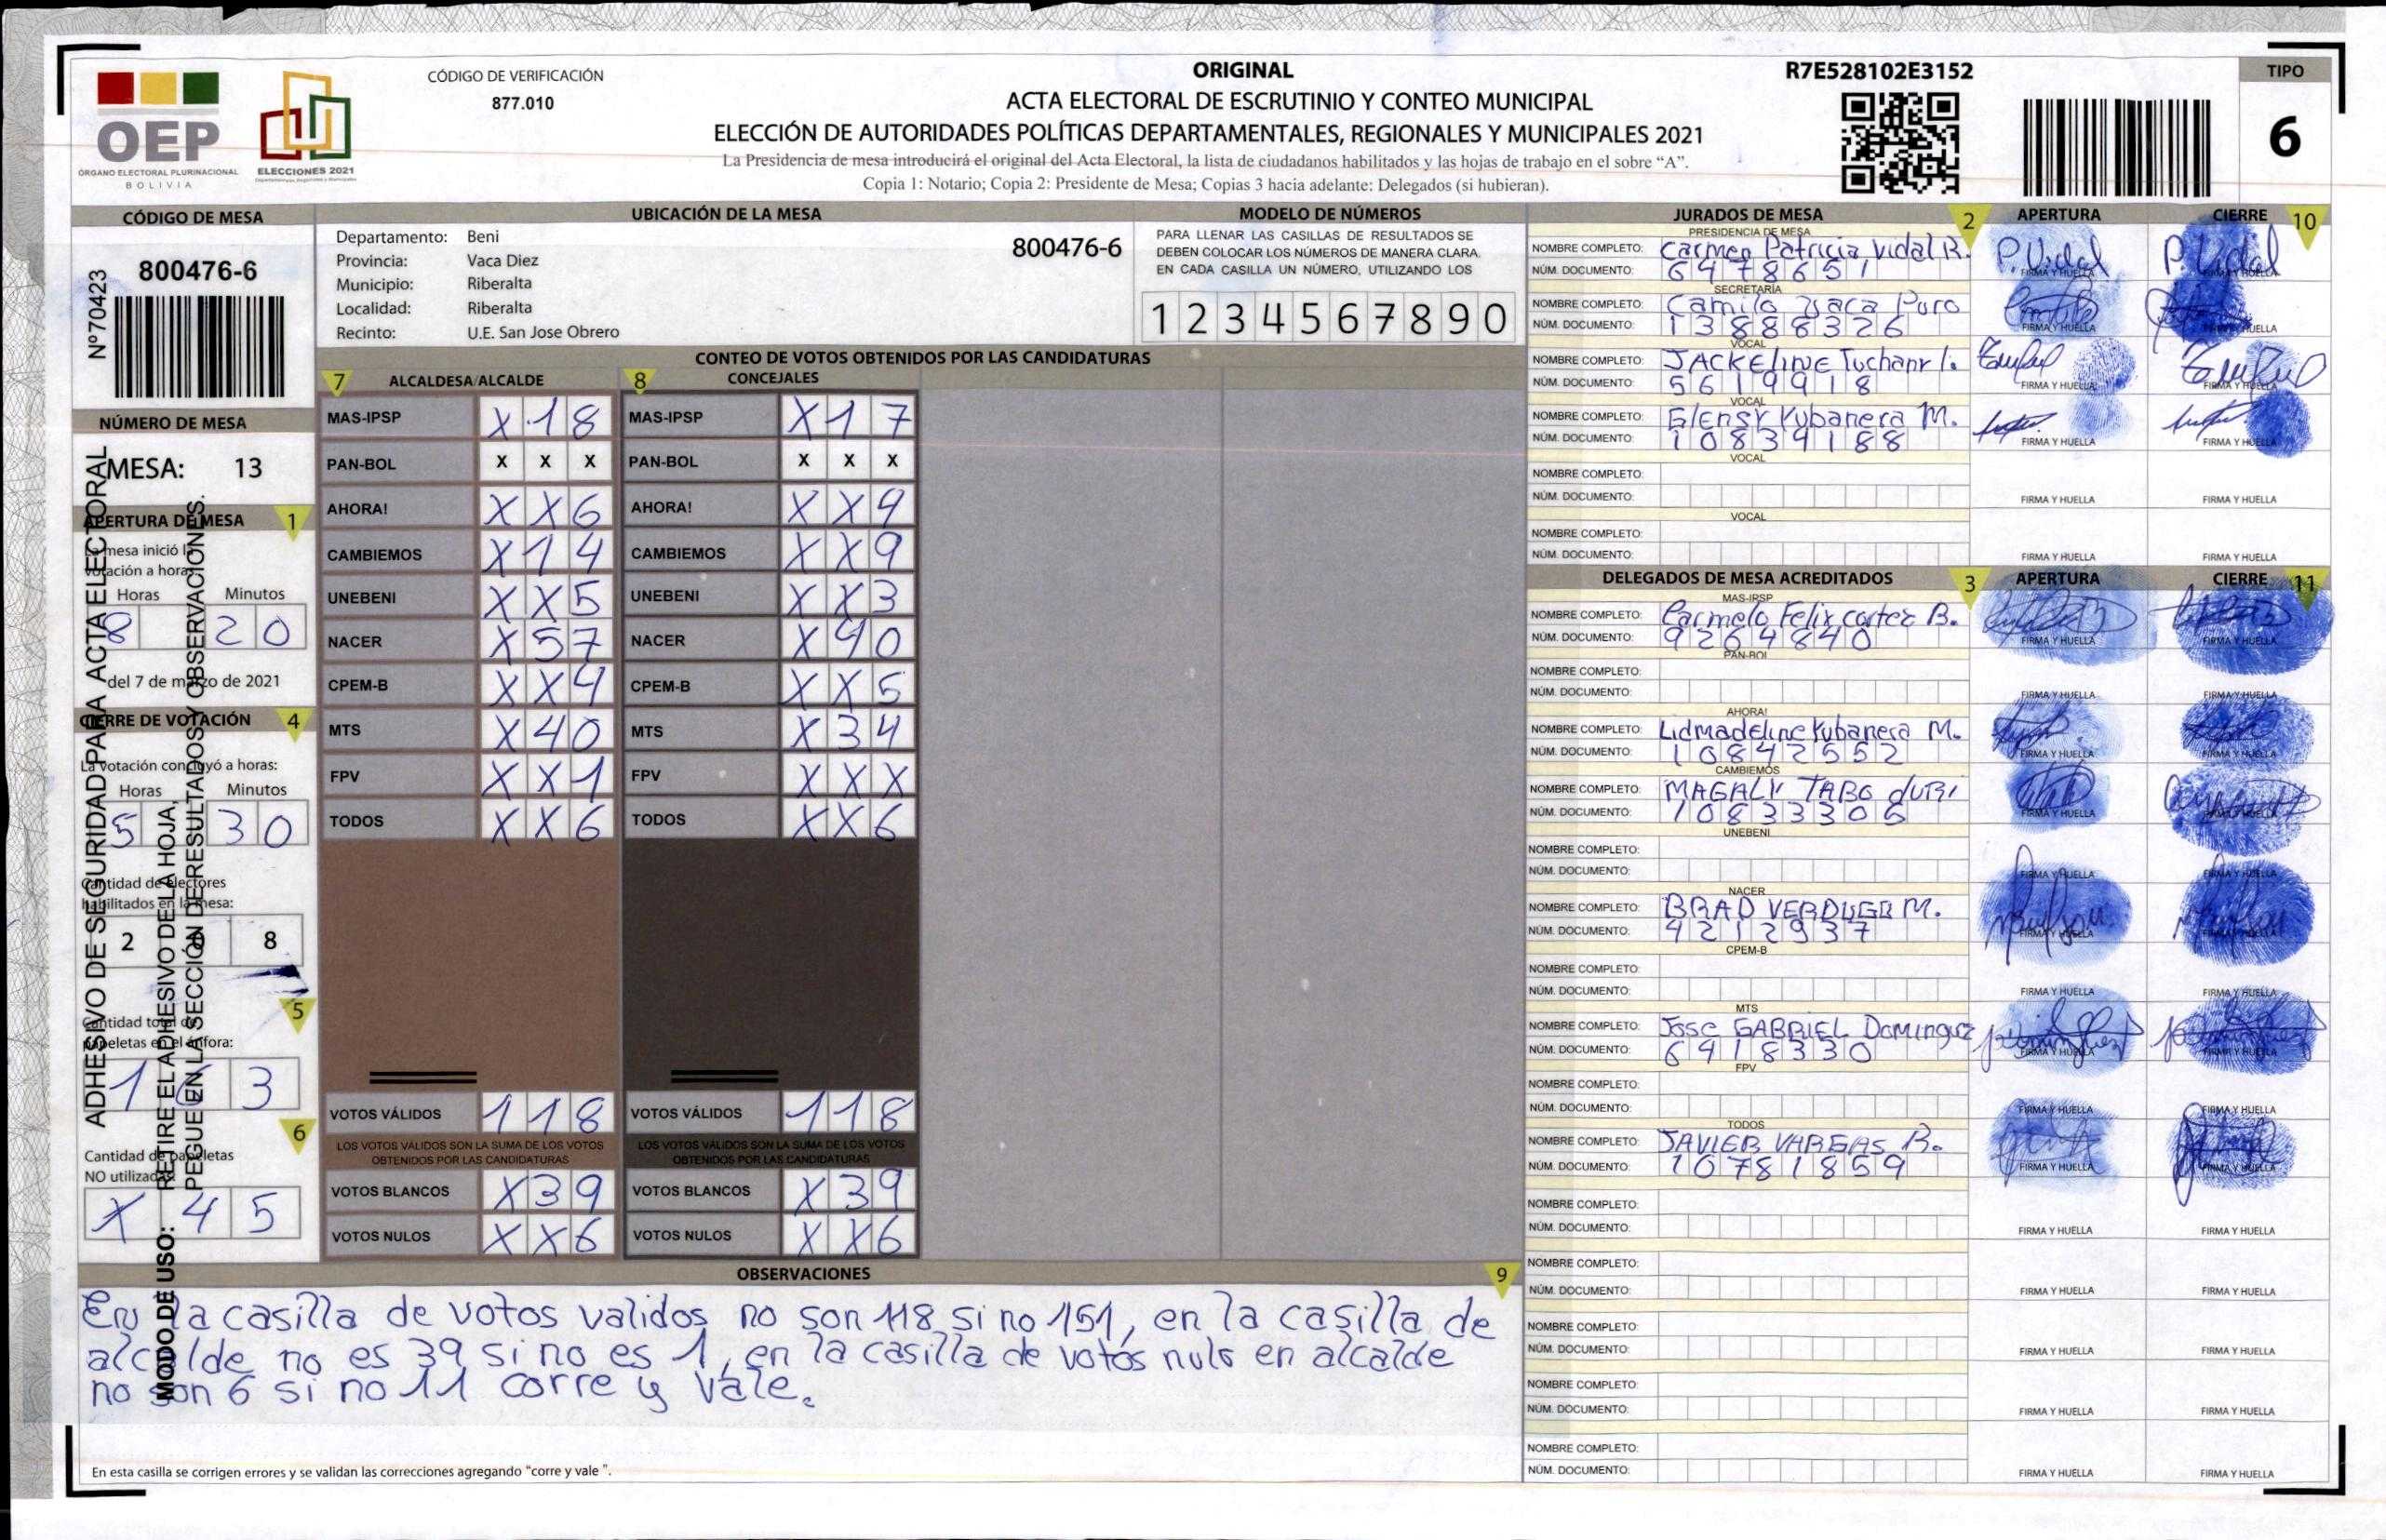 ORIGINAL
R7E528102E3152
TIPO
6
OEP
ÓRGANO ELECTORAL PLURINACIONAL
BOLIVIA
ELECCIONES 2021
CÓDIGO DE VERIFICACIÓN
877.010
ACTA ELECTORAL DE ESCRUTINIO Y CONTEO MUNICIPAL
ELECCIÓN DE AUTORIDADES POLÍTICAS DEPARTAMENTALES, REGIONALES Y MUNICIPALES 2021
La Presidencia de mesa introducirá el original del Acta Electoral, la lista de ciudadanos habilitados y las hojas de trabajo en el sobre “A”.
Copia 1: Notario; Copia 2: Presidente de Mesa; Copias 3 hacia adelante: Delegados (si hubieran).
CÓDIGO DE MESA
800476-6
Nº70423
NÚMERO DE MESA
MESA: 13
APERTURA DE MESA 1
La mesa inició la
votación a horas
Horas Minutos
8 20
del 7 de marzo de 2021
CIERRE DE VOTACIÓN 4
La votación concluyó a horas:
Horas Minutos
5 30
Cantidad de electores
habilitados en la mesa:
2 0 8
5
Cantidad total de
papeletas en el ánfora:
1 6 3
6
Cantidad de papeletas
NO utilizadas
X 4 5
ADHESIVO DE SEGURIDAD PARA ACTA ELECTORAL
MODO DE USO: RETIRE EL ADHESIVO DE LA HOJA,
PEGUE EN LA SECCIÓN DE RESULTADOS Y OBSERVACIONES.
UBICACIÓN DE LA MESA
Departamento: Beni
800476-6
Provincia: Vaca Diez
Municipio: Riberalta
Localidad: Riberalta
Recinto: U.E. San Jose Obrero
MODELO DE NÚMEROS
PARA LLENAR LAS CASILLAS DE RESULTADOS SE
DEBEN COLOCAR LOS NÚMEROS DE MANERA CLARA.
EN CADA CASILLA UN NÚMERO, UTILIZANDO LOS
1 2 3 4 5 6 7 8 9 0
CONTEO DE VOTOS OBTENIDOS POR LAS CANDIDATURAS
7 ALCALDESA/ALCALDE 8 CONCEJALES
MAS-IPSP X 1 8 MAS-IPSP X 1 7
PAN-BOL X X X PAN-BOL X X X
AHORA! X X 6 AHORA! X X 4
CAMBIEMOS X 1 4 CAMBIEMOS X X 9
UNEBENI X X 5 UNEBENI X X 3
NACER X 5 7 NACER X 4 0
CPEM-B X X 4 CPEM-B X X 5
MTS X 4 0 MTS X 3 4
FPV X X 1 FPV X X X
TODOS X X 6 TODOS X X 6
VOTOS VÁLIDOS 1 1 8 VOTOS VÁLIDOS 1 1 8
LOS VOTOS VÁLIDOS SON LA SUMA DE LOS VOTOS LOS VOTOS VÁLIDOS SON LA SUMA DE LOS VOTOS
OBTENIDOS POR LAS CANDIDATURAS OBTENIDOS POR LAS CANDIDATURAS
VOTOS BLANCOS X 3 9 VOTOS BLANCOS X 3 9
VOTOS NULOS X X 6 VOTOS NULOS X X 6
OBSERVACIONES 9
En la casilla de votos validos no son 118 si no 151, en la casilla de
alcalde no es 39 si no es 1, en la casilla de votos nulo en alcalde
no son 6 si no 11 corre y vale.
En esta casilla se corrigen errores y se validan las correcciones agregando “corre y vale ”.
JURADOS DE MESA 2 APERTURA CIERRE 10
PRESIDENCIA DE MESA
NOMBRE COMPLETO: Carmen Patricia Vidal R. P. Vidal P. Vidal
NÚM. DOCUMENTO: 6478651 FIRMA Y HUELLA FIRMA Y HUELLA
SECRETARÍA
NOMBRE COMPLETO: Camila Yaca Puro
NÚM. DOCUMENTO: 13888326 FIRMA Y HUELLA FIRMA Y HUELLA
VOCAL
NOMBRE COMPLETO: JACKELINE
NÚM. DOCUMENTO: 5619918 FIRMA Y HUELLA FIRMA Y HUELLA
VOCAL
NOMBRE COMPLETO: Yubanera M.
NÚM. DOCUMENTO: 10839188 FIRMA Y HUELLA FIRMA Y HUELLA
VOCAL
NOMBRE COMPLETO:
NÚM. DOCUMENTO: FIRMA Y HUELLA FIRMA Y HUELLA
VOCAL
NOMBRE COMPLETO:
NÚM. DOCUMENTO: FIRMA Y HUELLA FIRMA Y HUELLA
DELEGADOS DE MESA ACREDITADOS 3 APERTURA CIERRE 11
MAS-IPSP
NOMBRE COMPLETO: Carmelo Felix cortez B.
NÚM. DOCUMENTO: 9264840 FIRMA Y HUELLA FIRMA Y HUELLA
PAN-BOL
NOMBRE COMPLETO:
NÚM. DOCUMENTO: FIRMA Y HUELLA FIRMA Y HUELLA
AHORA!
NOMBRE COMPLETO: Lidmadeline Yubanera M.
NÚM. DOCUMENTO: 10842552 FIRMA Y HUELLA FIRMA Y HUELLA
CAMBIEMOS
NOMBRE COMPLETO: MAGALY TABO
NÚM. DOCUMENTO: 10833306 FIRMA Y HUELLA FIRMA Y HUELLA
UNEBENI
NOMBRE COMPLETO:
NÚM. DOCUMENTO: FIRMA Y HUELLA FIRMA Y HUELLA
NACER
NOMBRE COMPLETO: BRAD VERDUGO M.
NÚM. DOCUMENTO: 4212937 FIRMA Y HUELLA FIRMA Y HUELLA
CPEM-B
NOMBRE COMPLETO:
NÚM. DOCUMENTO: FIRMA Y HUELLA FIRMA Y HUELLA
MTS
NOMBRE COMPLETO: Jose GABRIEL Dominguez
NÚM. DOCUMENTO: 6918330 FIRMA Y HUELLA FIRMA Y HUELLA
FPV
NOMBRE COMPLETO:
NÚM. DOCUMENTO: FIRMA Y HUELLA FIRMA Y HUELLA
TODOS
NOMBRE COMPLETO: JAVIER VARGAS B.
NÚM. DOCUMENTO: 10781859 FIRMA Y HUELLA FIRMA Y HUELLA
NOMBRE COMPLETO:
NÚM. DOCUMENTO: FIRMA Y HUELLA FIRMA Y HUELLA
NOMBRE COMPLETO:
NÚM. DOCUMENTO: FIRMA Y HUELLA FIRMA Y HUELLA
NOMBRE COMPLETO:
NÚM. DOCUMENTO: FIRMA Y HUELLA FIRMA Y HUELLA
NOMBRE COMPLETO:
NÚM. DOCUMENTO: FIRMA Y HUELLA FIRMA Y HUELLA
NOMBRE COMPLETO:
NÚM. DOCUMENTO: FIRMA Y HUELLA FIRMA Y HUELLA